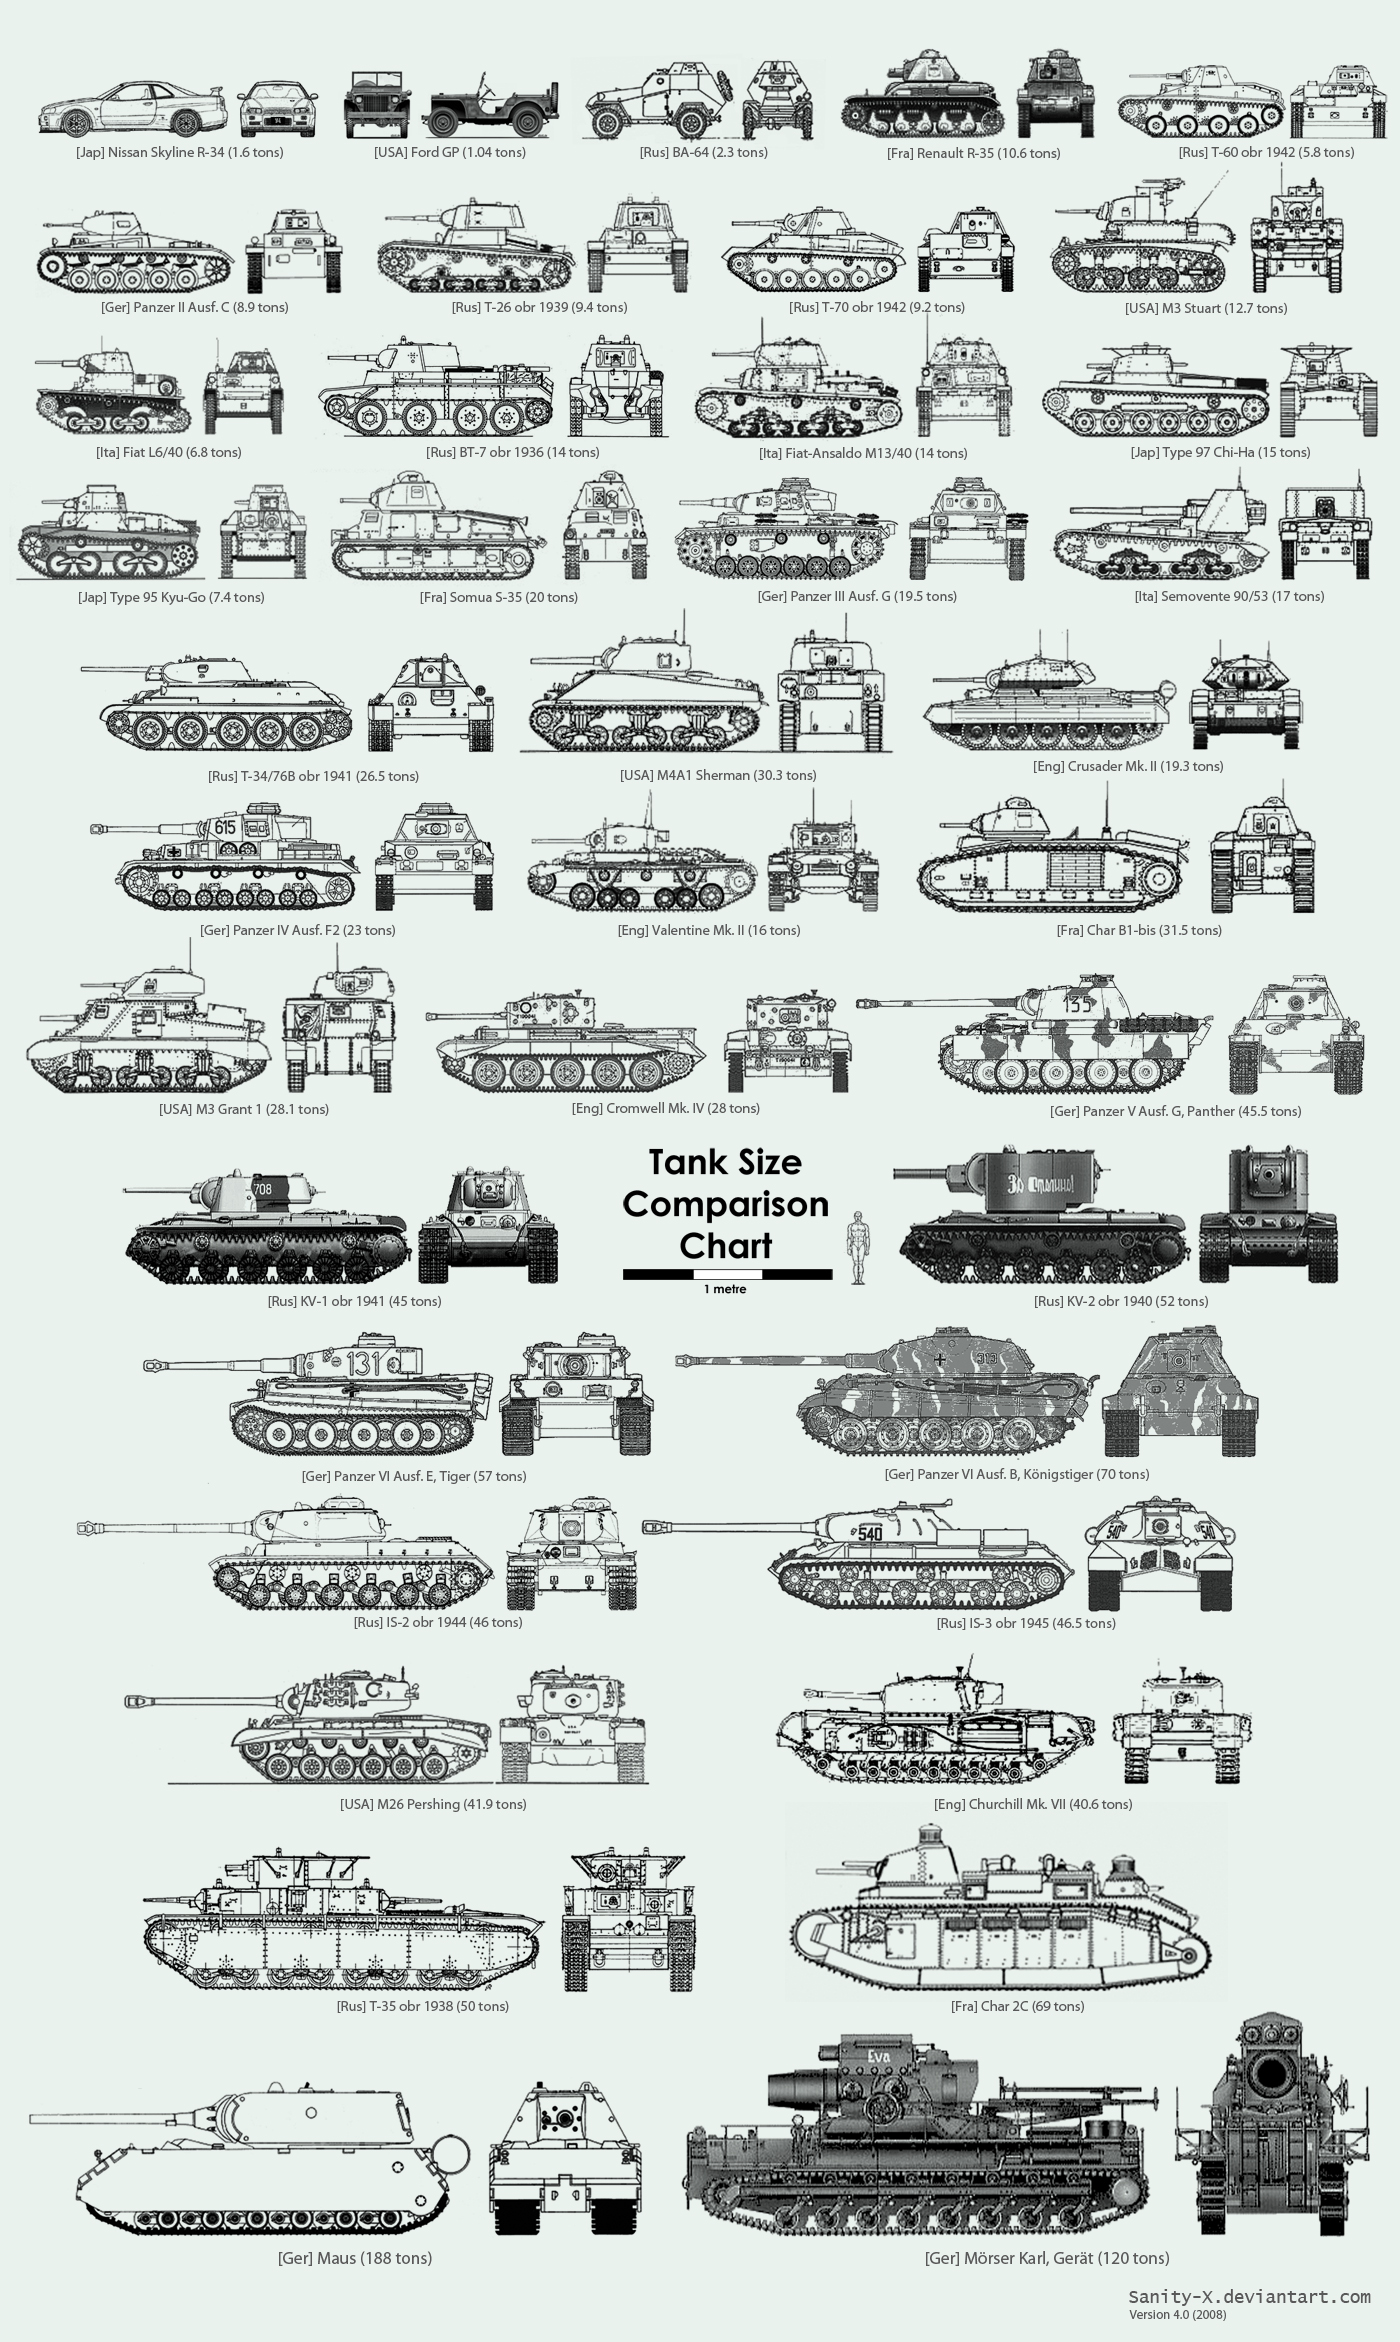 [Jap] Nissan Skyline R-34 (1.6 tons)
[USA] Ford GP (1.04 tons)
[Rus] BA-64 (2.3 tons)
[Fra] Renault R-35 (10.6 tons)
[Rus] T-60 obr 1942 (5.8 tons)
[Ger] Panzer II Ausf. C (8.9 tons)
[Rus] T-26 obr 1939 (9.4 tons)
[Rus] T-70 obr 1942 (9.2 tons)
[USA] M3 Stuart (12.7 tons)
[Ita] Fiat L6/40 (6.8 tons)
[Rus] BT-7 obr 1936 (14 tons)
[Ita] Fiat-Ansaldo M13/40 (14 tons)
[Jap] Type 97 Chi-Ha (15 tons)
[Jap] Type 95 Kyu-Go (7.4 tons)
[Fra] Somua S-35 (20 tons)
[Ger] Panzer III Ausf. G (19.5 tons)
[Ita] Semovente 90/53 (17 tons)
[Rus] T-34/76B obr 1941 (26.5 tons)
[USA] M4A1 Sherman (30.3 tons)
[Eng] Crusader Mk. II (19.3 tons)
615
[Ger] Panzer IV Ausf. F2 (23 tons)
[Eng] Valentine Mk. II (16 tons)
[Fra] Char B1-bis (31.5 tons)
135
[USA] M3 Grant 1 (28.1 tons)
[Eng] Cromwell Mk. IV (28 tons)
[Ger] Panzer V Ausf. G, Panther (45.5 tons)
708
Tank Size
Comparison
Chart
1 metre
За Сталина!
[Rus] KV-1 obr 1941 (45 tons)
[Rus] KV-2 obr 1940 (52 tons)
131
313
[Ger] Panzer VI Ausf. E, Tiger (57 tons)
[Ger] Panzer VI Ausf. B, Königstiger (70 tons)
540
540
540
[Rus] IS-2 obr 1944 (46 tons)
[Rus] IS-3 obr 1945 (46.5 tons)
[USA] M26 Pershing (41.9 tons)
[Eng] Churchill Mk. VII (40.6 tons)
[Rus] T-35 obr 1938 (50 tons)
[Fra] Char 2C (69 tons)
Eva
[Ger] Maus (188 tons)
[Ger] Mörser Karl, Gerät (120 tons)
Sanity-X.deviantart.com
Version 4.0 (2008)